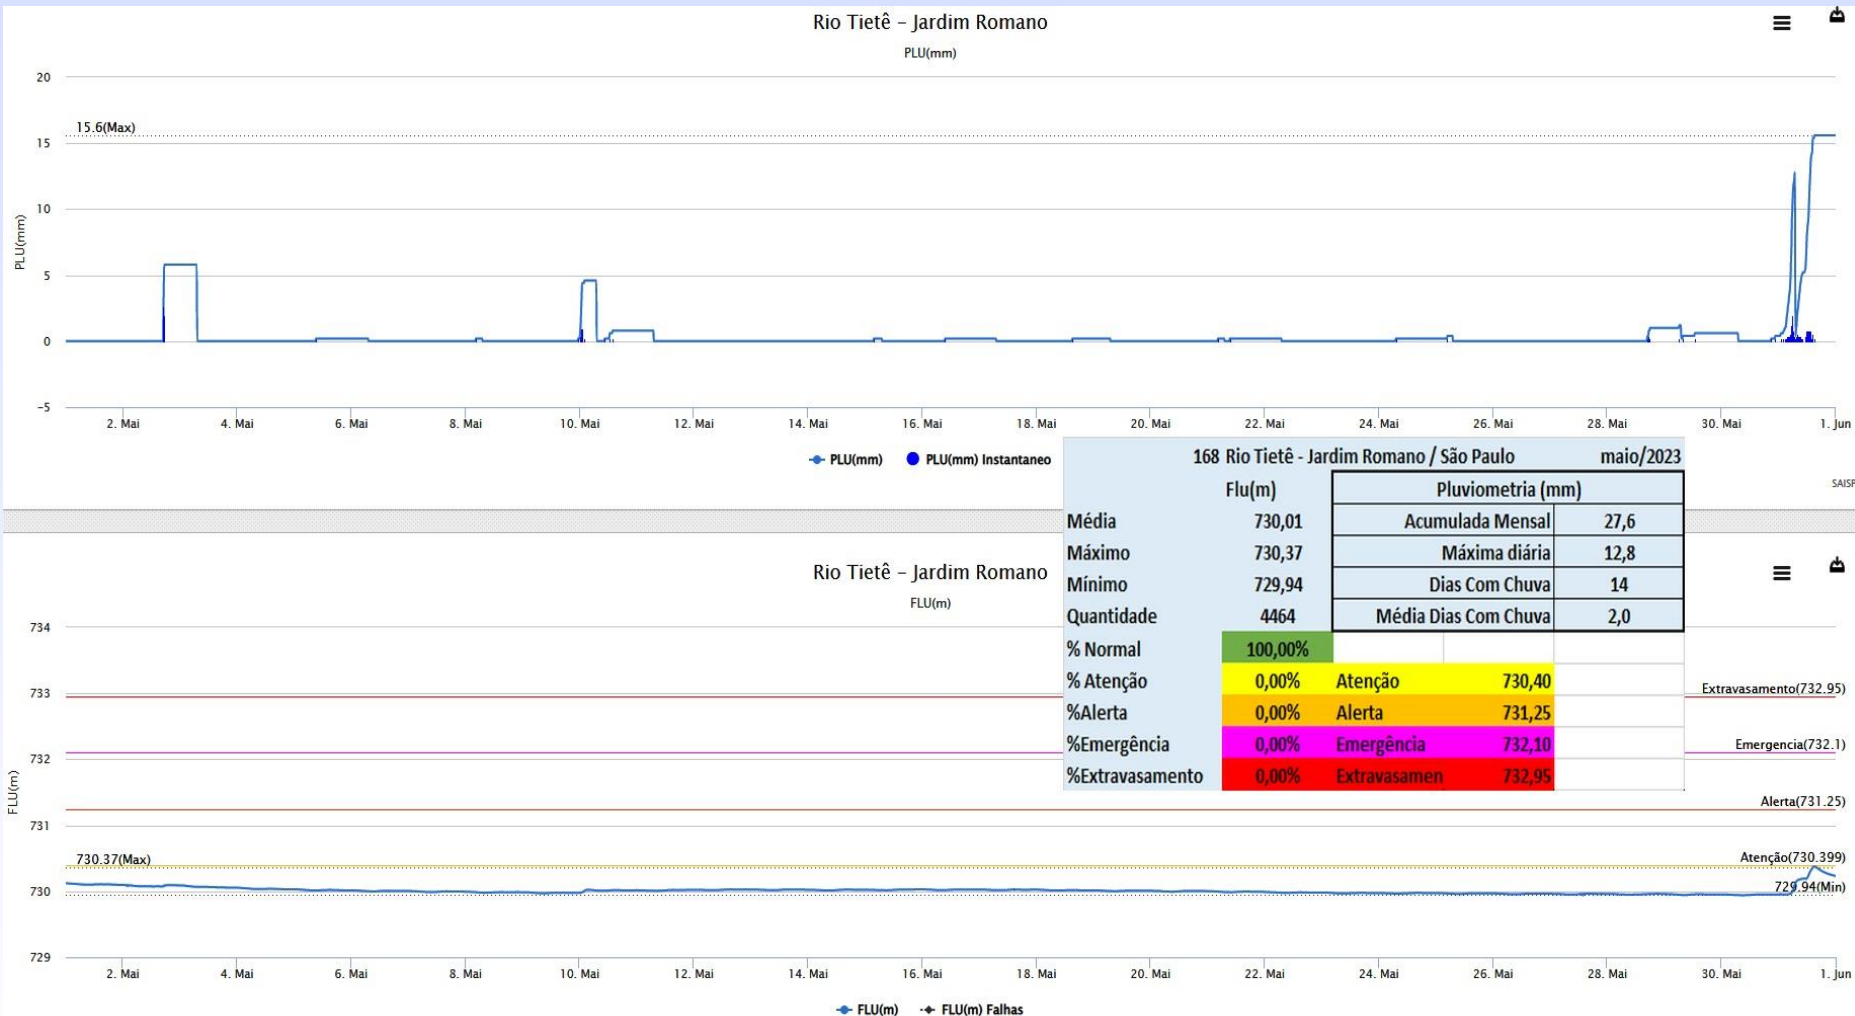 Rio Tietê – Jardim Romano
PLU(mm)
20
15.6(Max)
15
10
5
0
−5
PLU(mm)
2. Mai 4. Mai 6. Mai 8. Mai 10. Mai 12. Mai 14. Mai 16. Mai 18. Mai 20. Mai 22. Mai 24. Mai 26. Mai 28. Mai 30. Mai 1. Jun
PLU(mm) PLU(mm) Instantaneo
SAISP
168 Rio Tietê - Jardim Romano / São Paulo maio/2023
Flu(m) Pluviometria (mm)
Média 730,01 Acumulada Mensal 27,6
Máximo 730,37 Máxima diária 12,8
Mínimo 729,94 Dias Com Chuva 14
Quantidade 4464 Média Dias Com Chuva 2,0
% Normal 100,00%
% Atenção 0,00% Atenção 730,40
%Alerta 0,00% Alerta 731,25
%Emergência 0,00% Emergência 732,10
%Extravasamento 0,00% Extravasamen 732,95
Rio Tietê – Jardim Romano
FLU(m)
734
733
Extravasamento(732.95)
Emergencia(732.1)
732
Alerta(731.25)
731
730.37(Max)
Atenção(730.399)
730
729.94(Min)
729
FLU(m)
2. Mai 4. Mai 6. Mai 8. Mai 10. Mai 12. Mai 14. Mai 16. Mai 18. Mai 20. Mai 22. Mai 24. Mai 26. Mai 28. Mai 30. Mai 1. Jun
FLU(m) FLU(m) Falhas